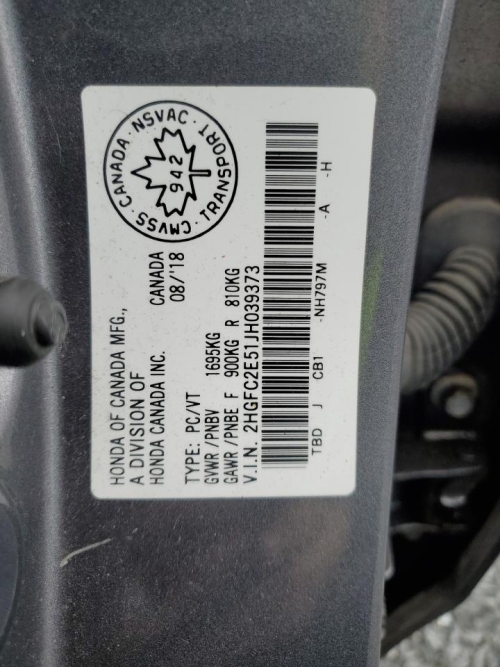 HONDA OF CANADA MFG.,
A DIVISION OF
HONDA CANADA INC.
CANADA
08/'18
CMVSS · CANADA · NSVAC · TRANSPORT ·
942
TYPE: PC/VT
GVWR/PNBV 1695KG
GAWR/PNBE F 900KG R 810KG
V.I.N. 2HGFC2E51JH039373
TBD J CB1 -NH797M -A -H